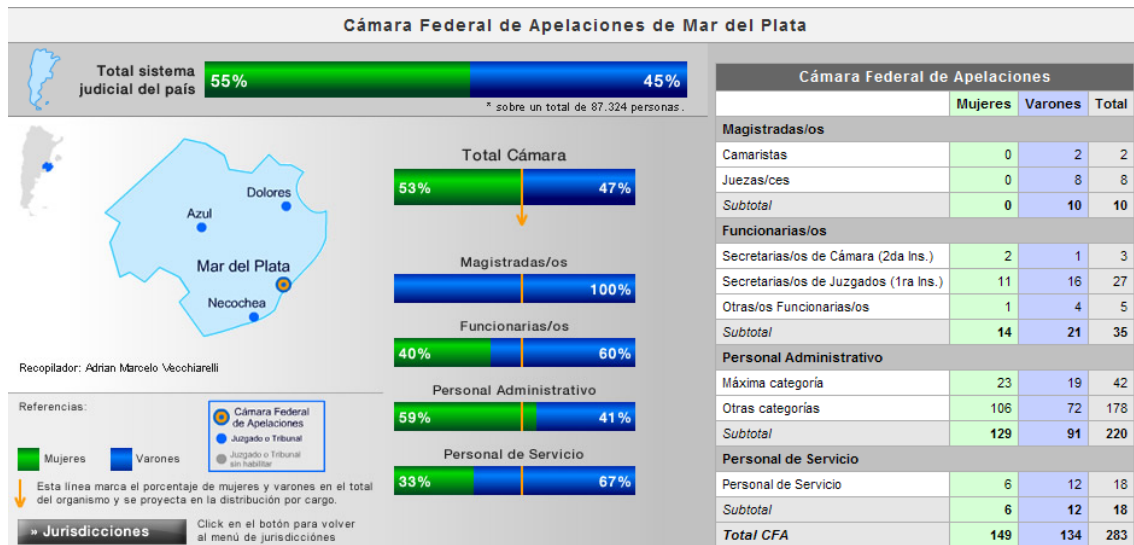 Cámara Federal de Apelaciones de Mar del Plata
Total sistema
judicial del país
55%
45%
* sobre un total de 87.324 personas.
Dolores
Azul
Mar del Plata
Necochea
Recopilador: Adrian Marcelo Vecchiarelli
Referencias:
Mujeres
Varones
Cámara Federal
de Apelaciones
Juzgado o Tribunal
Juzgado o Tribunal
sin habilitar
Esta línea marca el porcentaje de mujeres y varones en el total
del organismo y se proyecta en la distribución por cargo.
» Jurisdicciones
Click en el botón para volver
al menú de jurisdicciónes
Total Cámara
53% 47%
Magistradas/os
100%
Funcionarias/os
40% 60%
Personal Administrativo
59% 41%
Personal de Servicio
33% 67%
Cámara Federal de Apelaciones
Mujeres Varones Total
Magistradas/os
Camaristas 0 2 2
Juezas/ces 0 8 8
Subtotal 0 10 10
Funcionarias/os
Secretarias/os de Cámara (2da Ins.) 2 1 3
Secretarias/os de Juzgados (1ra Ins.) 11 16 27
Otras/os Funcionarias/os 1 4 5
Subtotal 14 21 35
Personal Administrativo
Máxima categoría 23 19 42
Otras categorías 106 72 178
Subtotal 129 91 220
Personal de Servicio
Personal de Servicio 6 12 18
Subtotal 6 12 18
Total CFA 149 134 283